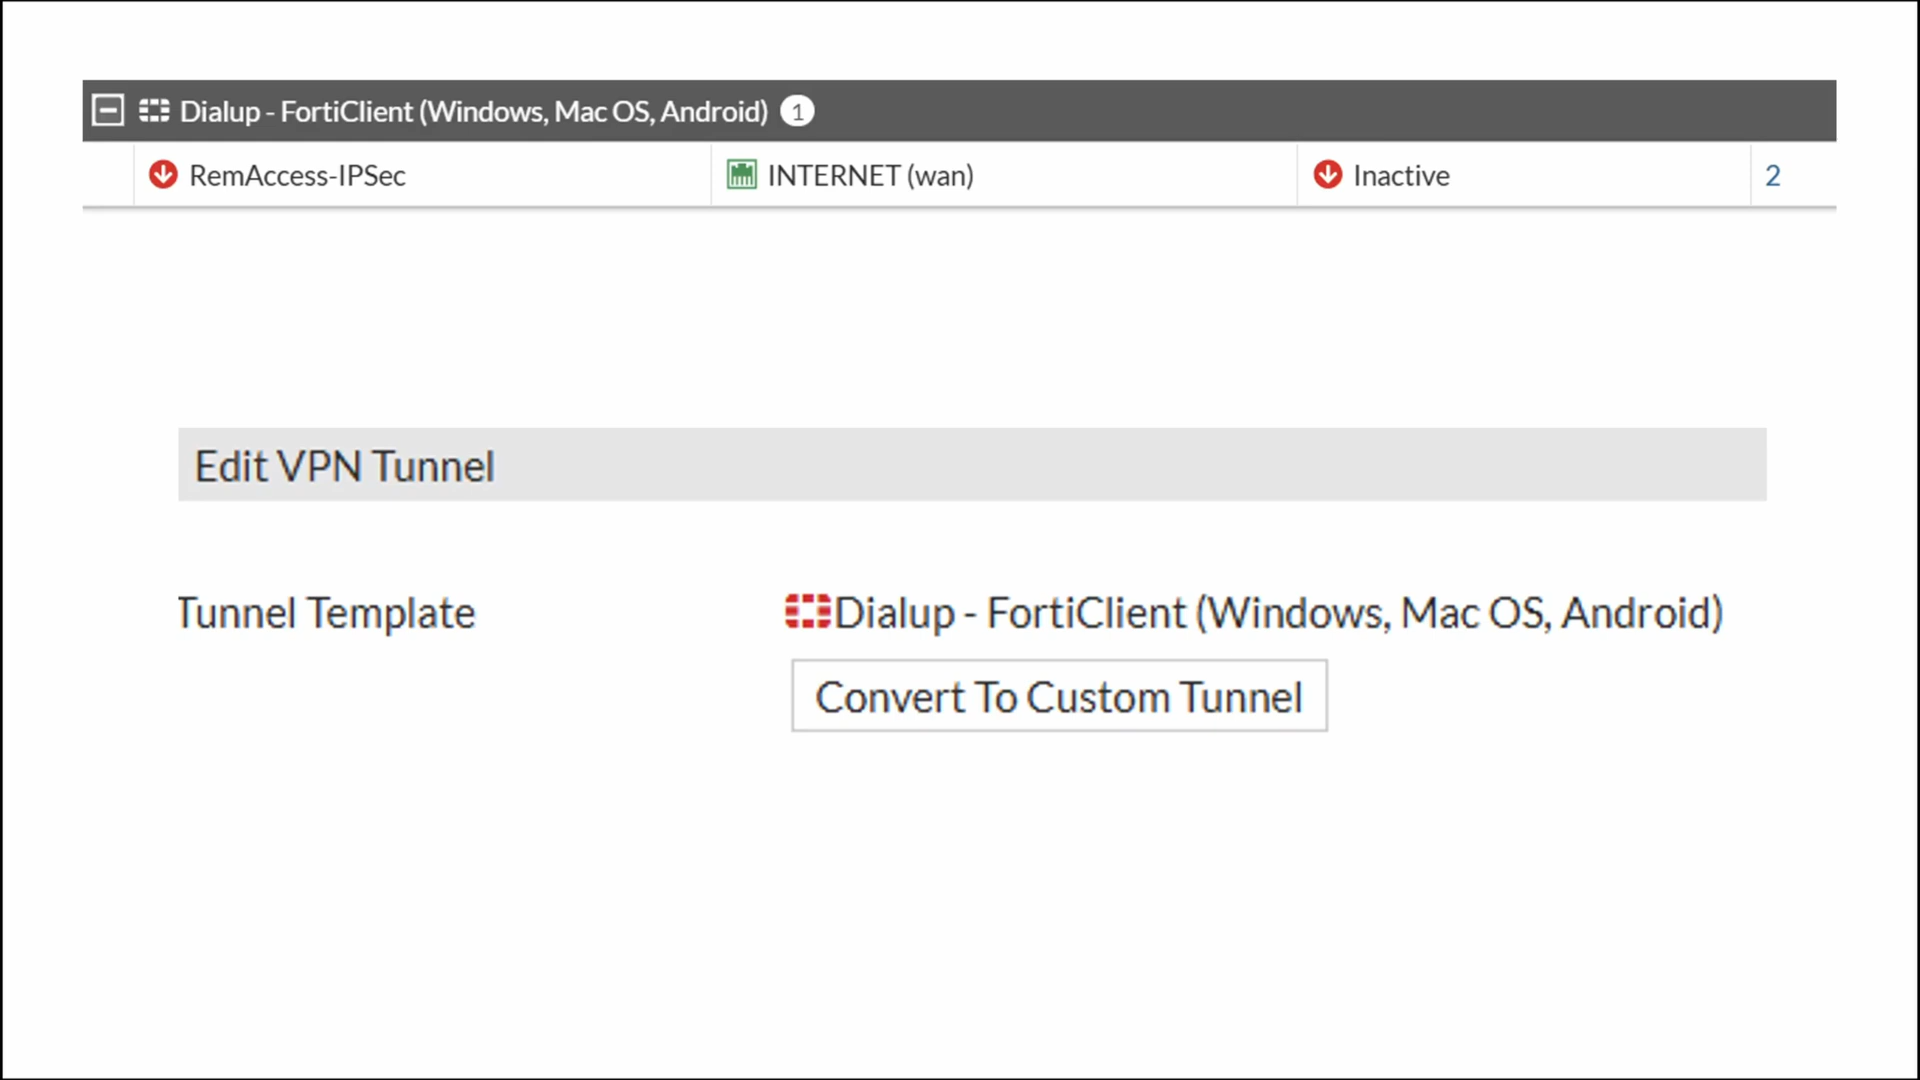 Dialup - FortiClient (Windows, Mac OS, Android) 1
RemAccess-IPSec INTERNET (wan) Inactive 2
Edit VPN Tunnel
Tunnel Template Dialup - FortiClient (Windows, Mac OS, Android)
Convert To Custom Tunnel